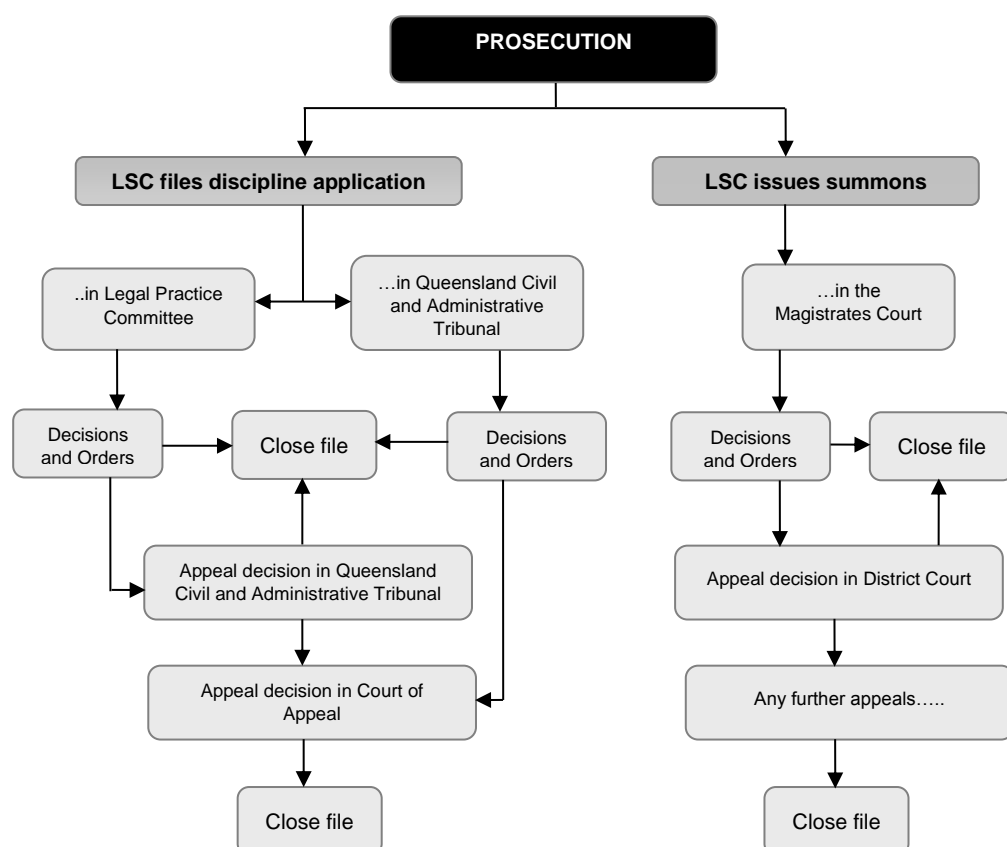 PROSECUTION
LSC files discipline application
LSC issues summons
..in Legal Practice
Committee
…in Queensland Civil
and Administrative
Tribunal
…in the
Magistrates Court
Decisions
and Orders
Close file
Decisions
and Orders
Decisions
and Orders
Close file
Appeal decision in Queensland
Civil and Administrative Tribunal
Appeal decision in District Court
Appeal decision in Court of
Appeal
Any further appeals…..
Close file
Close file